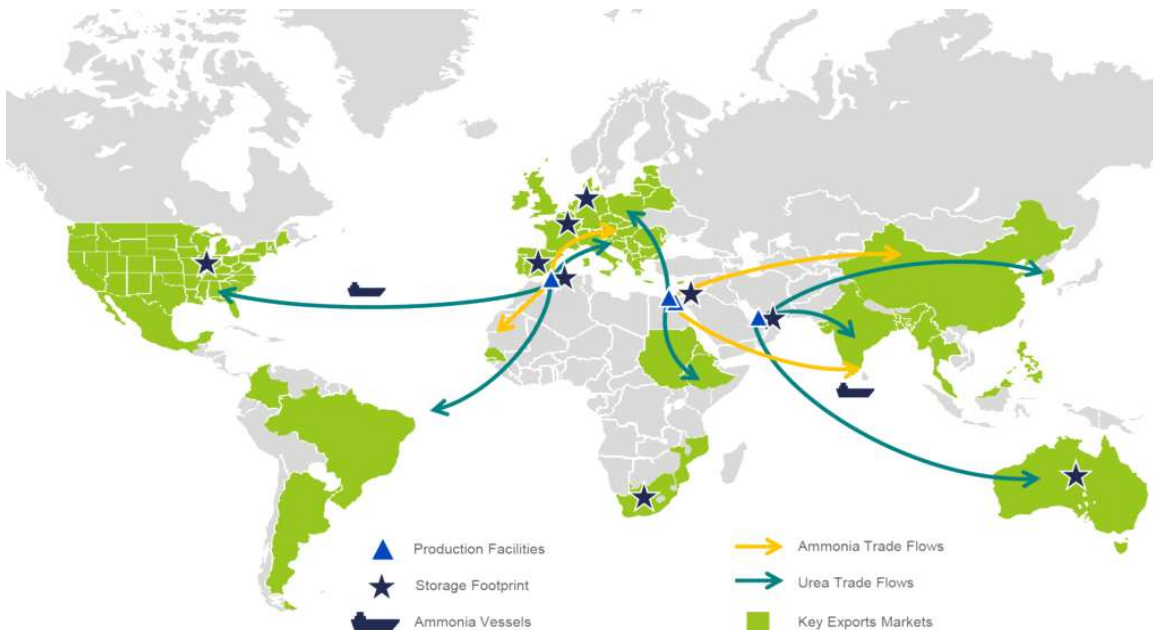 Production Facilities
Ammonia Trade Flows
Storage Footprint
Urea Trade Flows
Ammonia Vessels
Key Exports Markets